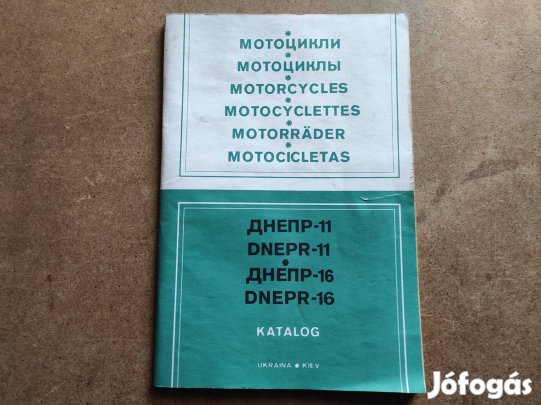 МОТОЦИКЛИ
МОТОЦИКЛЫ
MOTORCYCLES
MOTOCYCLETTES
MOTORRÄDER
MOTOCICLETAS
ДНЕПР-11
DNEPR-11
ДНЕПР-16
DNEPR-16
KATALOG
UKRAINA ● KIEV
Jófogás